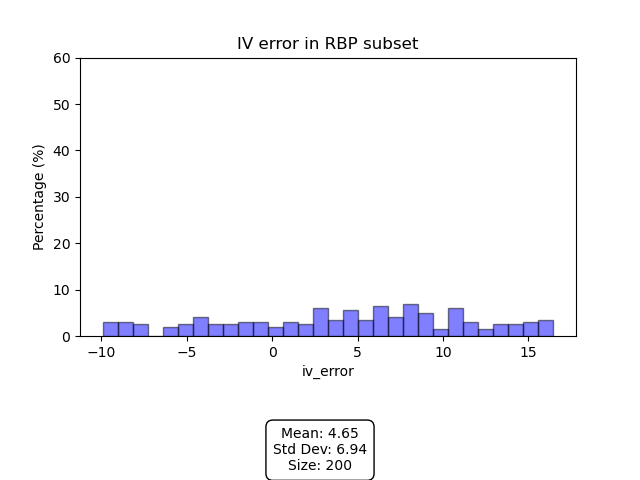 IV error in RBP subset
60
50
40
30
20
10
0
Percentage (%)
−10
−5
0
5
10
15
iv_error
Mean: 4.65
Std Dev: 6.94
Size: 200